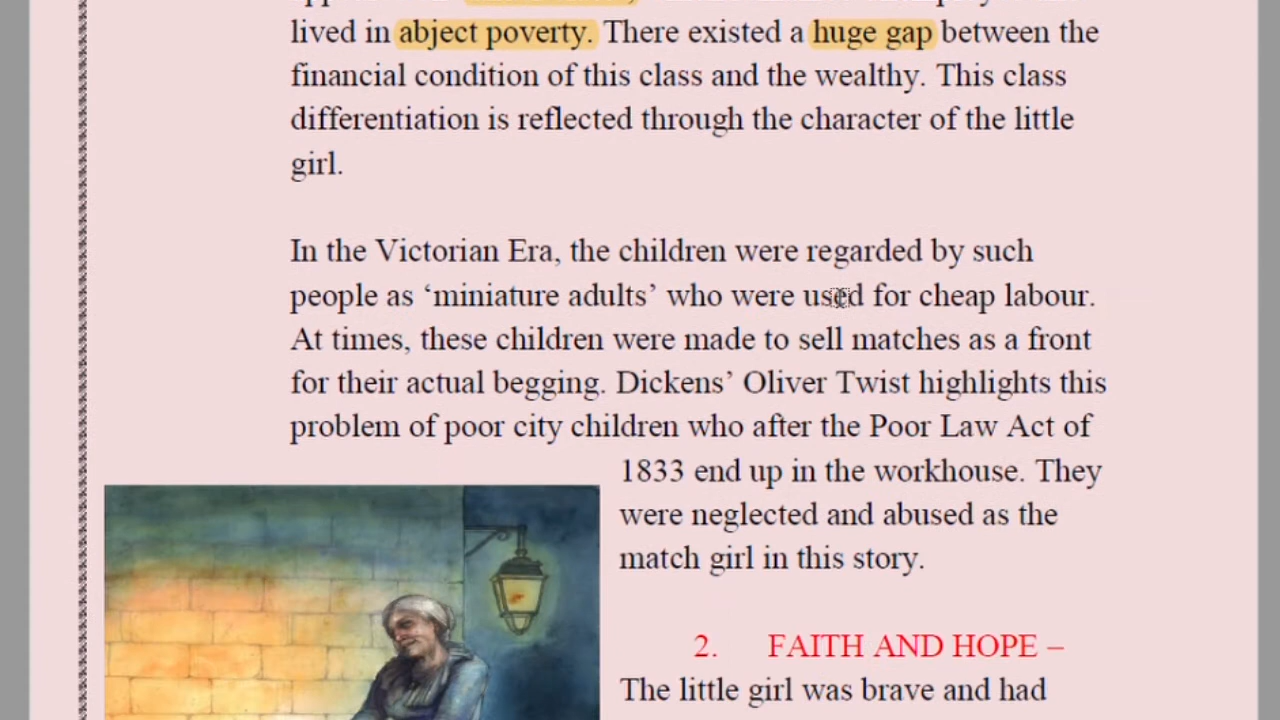 lived in abject poverty. There existed a huge gap between the
financial condition of this class and the wealthy. This class
differentiation is reflected through the character of the little
girl.
In the Victorian Era, the children were regarded by such
people as ‘miniature adults’ who were used for cheap labour.
At times, these children were made to sell matches as a front
for their actual begging. Dickens’ Oliver Twist highlights this
problem of poor city children who after the Poor Law Act of
1833 end up in the workhouse. They
were neglected and abused as the
match girl in this story.
2. FAITH AND HOPE –
The little girl was brave and had